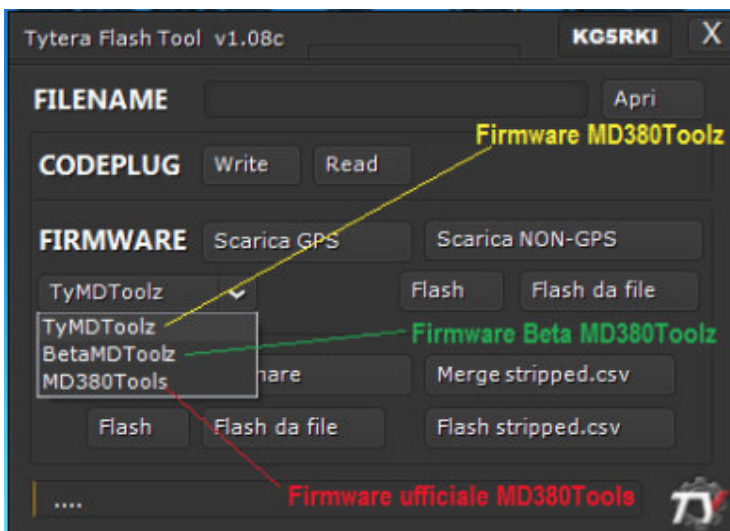 Tytera Flash Tool v1.08c KG5RKI X
FILENAME Apri
Firmware MD380Toolz
CODEPLUG Write Read
FIRMWARE Scarica GPS Scarica NON-GPS
TyMDToolz Flash Flash da file
TyMDToolz
BetaMDToolz Firmware Beta MD380Toolz
MD380Tools Merge stripped.csv
Flash Flash da file Flash stripped.csv
.... Firmware ufficiale MD380Tools